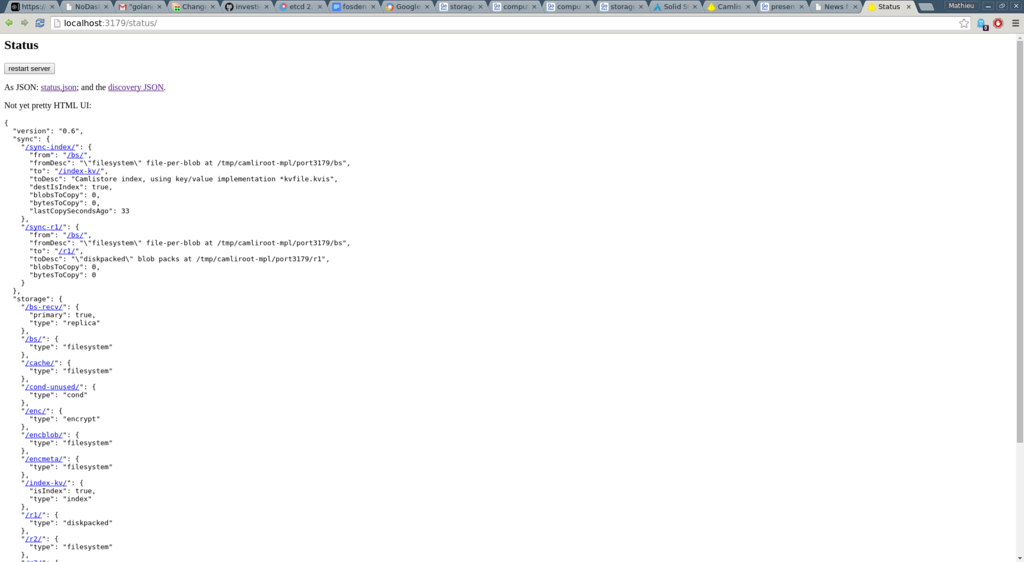 https://
NoDas
"golan
Change
investi
etcd 2
fosdem
Google
storag
compu
compu
storag
Solid S
Camlis
presen
News f
Status
Mathieu
localhost:3179/status/
Status
restart server
As JSON: status.json; and the discovery JSON.
Not yet pretty HTML UI:
{
"version": "0.6",
"sync": {
"/sync-index/": {
"from": "/bs/",
"fromDesc": "\"filesystem\" file-per-blob at /tmp/camliroot-mpl/port3179/bs",
"to": "/index-kv/",
"toDesc": "Camlistore index, using key/value implementation *kvfile.kvis",
"destIsIndex": true,
"blobsToCopy": 0,
"bytesToCopy": 0,
"lastCopySecondsAgo": 33
},
"/sync-r1/": {
"from": "/bs/",
"fromDesc": "\"filesystem\" file-per-blob at /tmp/camliroot-mpl/port3179/bs",
"to": "/r1/",
"toDesc": "\"diskpacked\" blob packs at /tmp/camliroot-mpl/port3179/r1",
"blobsToCopy": 0,
"bytesToCopy": 0
}
},
"storage": {
"/bs-recv/": {
"primary": true,
"type": "replica"
},
"/bs/": {
"type": "filesystem"
},
"/cache/": {
"type": "filesystem"
},
"/cond-unused/": {
"type": "cond"
},
"/enc/": {
"type": "encrypt"
},
"/encblob/": {
"type": "filesystem"
},
"/encmeta/": {
"type": "filesystem"
},
"/index-kv/": {
"isIndex": true,
"type": "index"
},
"/r1/": {
"type": "diskpacked"
},
"/r2/": {
"type": "filesystem"
},